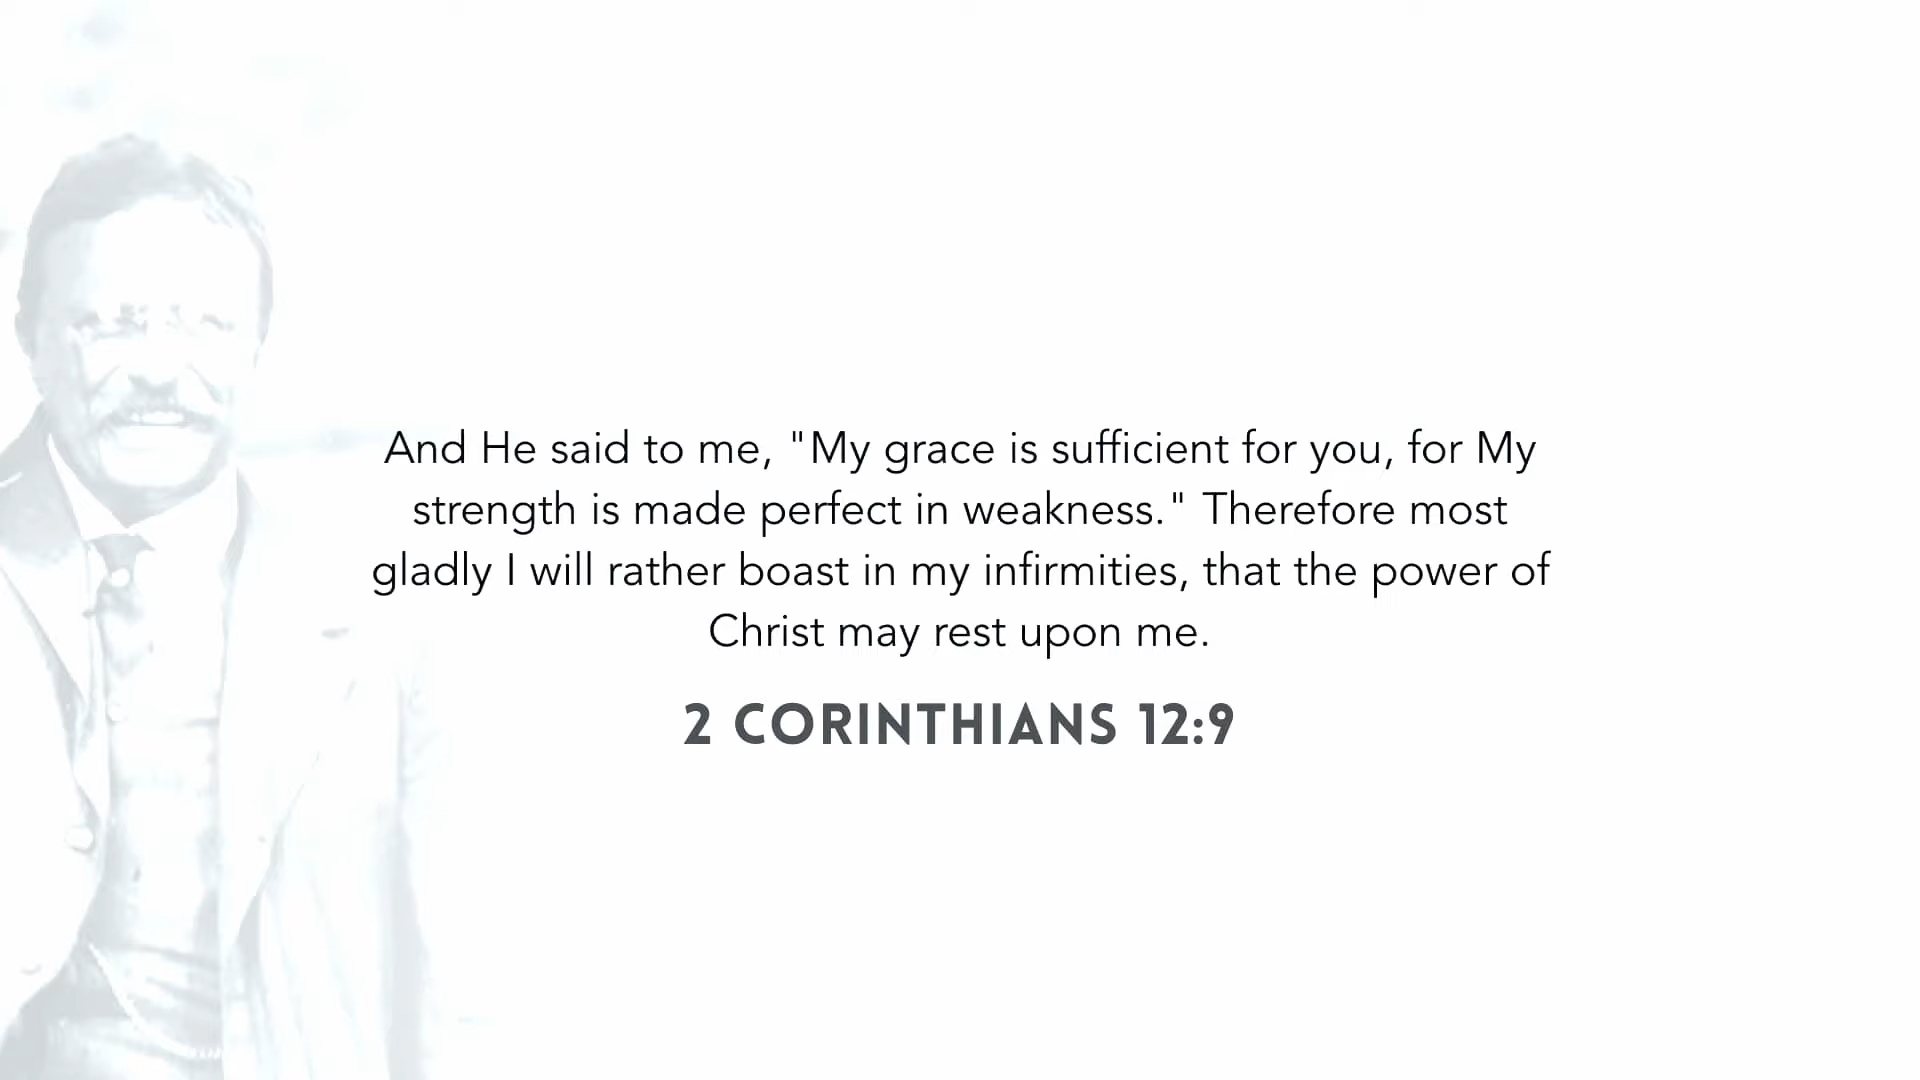 And He said to me, "My grace is sufficient for you, for My
strength is made perfect in weakness." Therefore most
gladly I will rather boast in my infirmities, that the power of
Christ may rest upon me.
2 CORINTHIANS 12:9